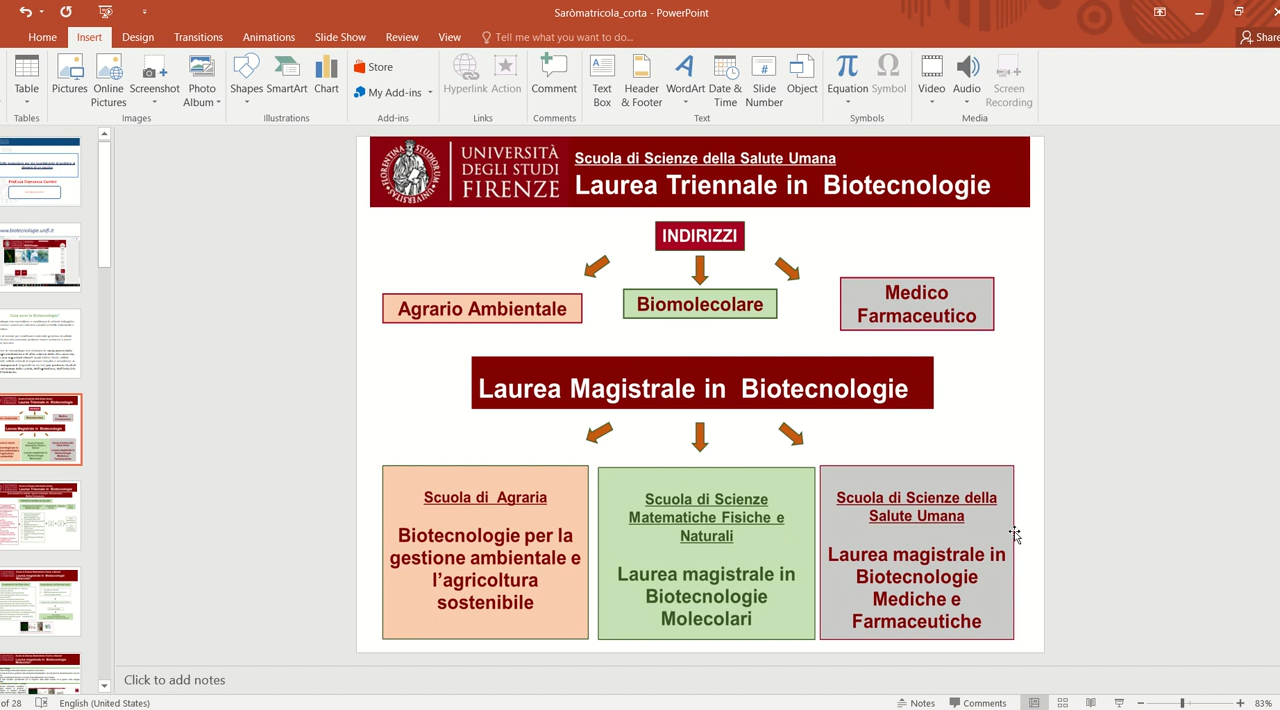 Saròmatricola_corta - PowerPoint
Home Insert Design Transitions Animations Slide Show Review View Tell me what you want to do... Share
Table
Pictures
Online Pictures
Screenshot
Photo Album
Shapes
SmartArt
Chart
Store
My Add-ins
Hyperlink
Action
Comment
Text Box
Header & Footer
WordArt
Date & Time
Slide Number
Object
Equation
Symbol
Video
Audio
Screen Recording
Tables Images Illustrations Add-ins Links Comments Text Symbols Media
www.biotecnologie.unifi.it
UNIVERSITÀ
DEGLI STUDI
FIRENZE
Scuola di Scienze della Salute Umana
Laurea Triennale in Biotecnologie
INDIRIZZI
Agrario Ambientale
Biomolecolare
Medico
Farmaceutico
Laurea Magistrale in Biotecnologie
Scuola di Agraria
Biotecnologie per la
gestione ambientale e
l'agricoltura
sostenibile
Scuola di Scienze
Matematiche Fisiche e
Naturali
Laurea magistrale in
Biotecnologie
Molecolari
Scuola di Scienze della
Salute Umana
Laurea magistrale in
Biotecnologie
Mediche e
Farmaceutiche
Click to add notes
of 28 English (United States) Notes Comments 83%